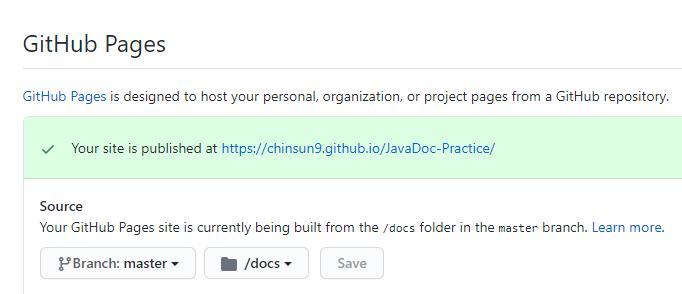 GitHub Pages
GitHub Pages is designed to host your personal, organization, or project pages from a GitHub repository.
Your site is published at https://chinsun9.github.io/JavaDoc-Practice/
Source
Your GitHub Pages site is currently being built from the /docs folder in the master branch. Learn more.
Branch: master /docs Save